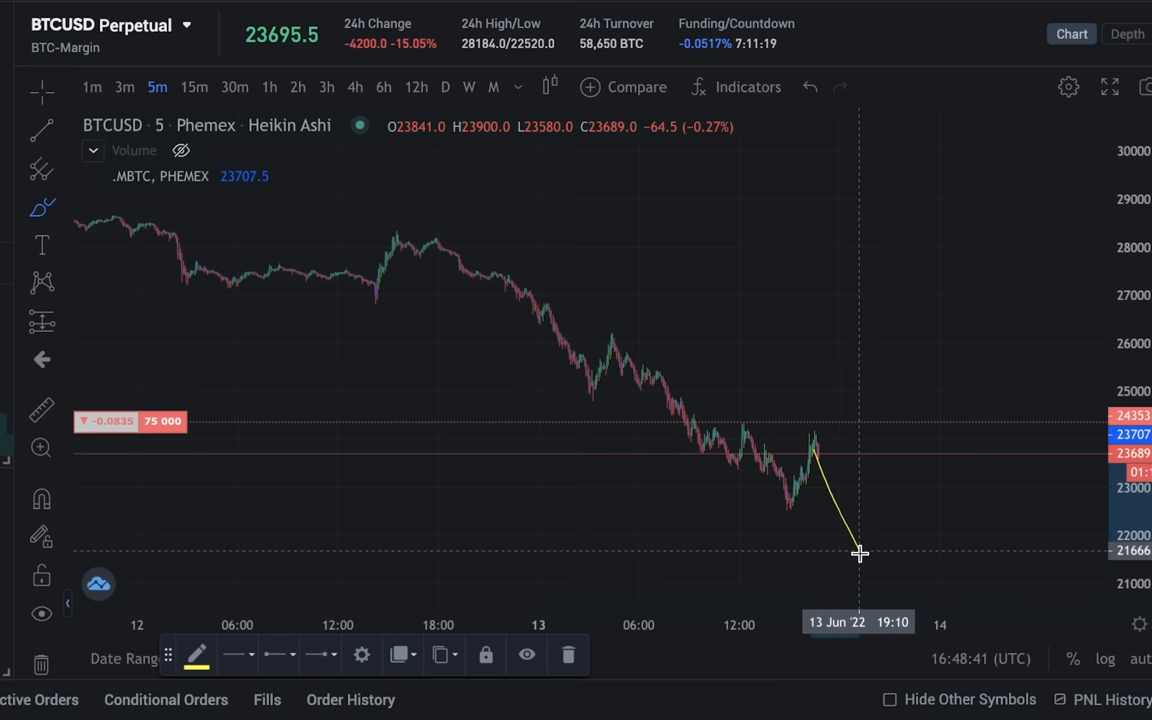 BTCUSD Perpetual
BTC-Margin
23695.5
24h Change
-4200.0 -15.05%
24h High/Low
28184.0/22520.0
24h Turnover
58,650 BTC
Funding/Countdown
-0.0517% 7:11:19
Chart
Depth
1m 3m 5m 15m 30m 1h 2h 3h 4h 6h 12h D W M Compare Indicators
BTCUSD · 5 · Phemex · Heikin Ashi O23841.0 H23900.0 L23580.0 C23689.0 −64.5 (−0.27%)
Volume
.MBTC, PHEMEX 23707.5
30000
29000
28000
27000
26000
25000
-0.0835 75 000
24353
23707
23689
01:
23000
22000
21666
21000
12 06:00 12:00 18:00 13 06:00 12:00 13 Jun '22 19:10 14
Date Rang
16:48:41 (UTC) % log aut
ctive Orders Conditional Orders Fills Order History Hide Other Symbols PNL History